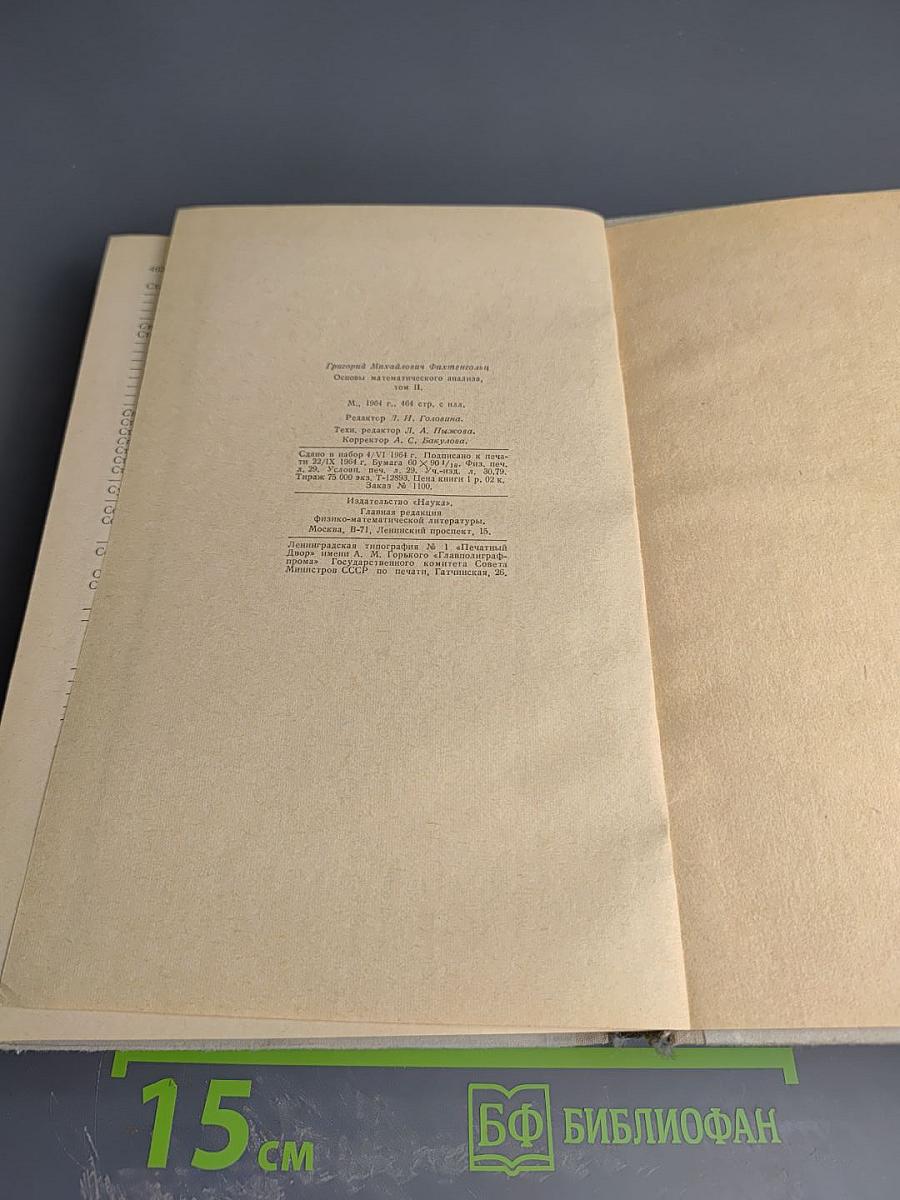 Григорий Михайлович Фихтенгольц
Основы математического анализа,
том II.
М., 1964 г., 464 стр. с илл.
Редактор Л. И. Головина.
Техн. редактор Л. А. Пыжова.
Корректор А. С. Бакулова.
Сдано в набор 4/VI 1964 г. Подписано к печа-
ти 22/IX 1964 г. Бумага 60 × 90 1/16. Физ. печ.
л. 29. Условн. печ. л. 29. Уч.-изд. л. 30,79.
Тираж 75 000 экз. Т-12893. Цена книги 1 р. 02 к.
Заказ № 1100.
Издательство «Наука».
Главная редакция
физико-математической литературы.
Москва, В-71, Ленинский проспект, 15.
Ленинградская типография № 1 «Печатный
Двор» имени А. М. Горького «Главполиграф-
прома» Государственного комитета Совета
Министров СССР по печати, Гатчинская, 26.
15 см
БФ БИБЛИОФАН